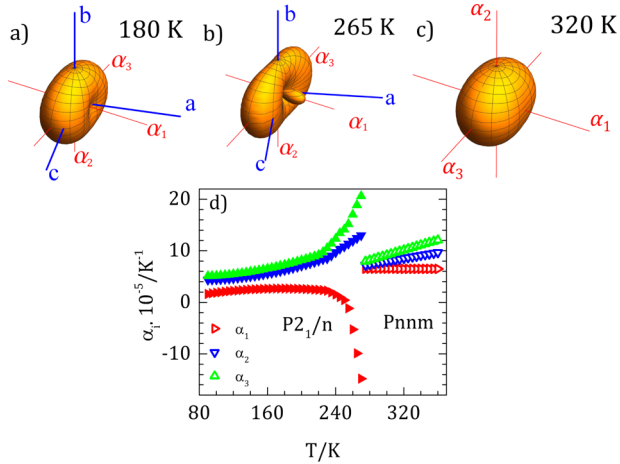 a) 180 K
b
α₃
a
α₁
α₂
c
b) 265 K
b
α₃
a
α₁
α₂
c
c) 320 K
α₂
α₁
α₃
d)
αᵢ, 10⁻⁵/K⁻¹
20
10
0
-10
P2₁/n
Pnnm
α₁
α₂
α₃
80 160 240 320
T/K